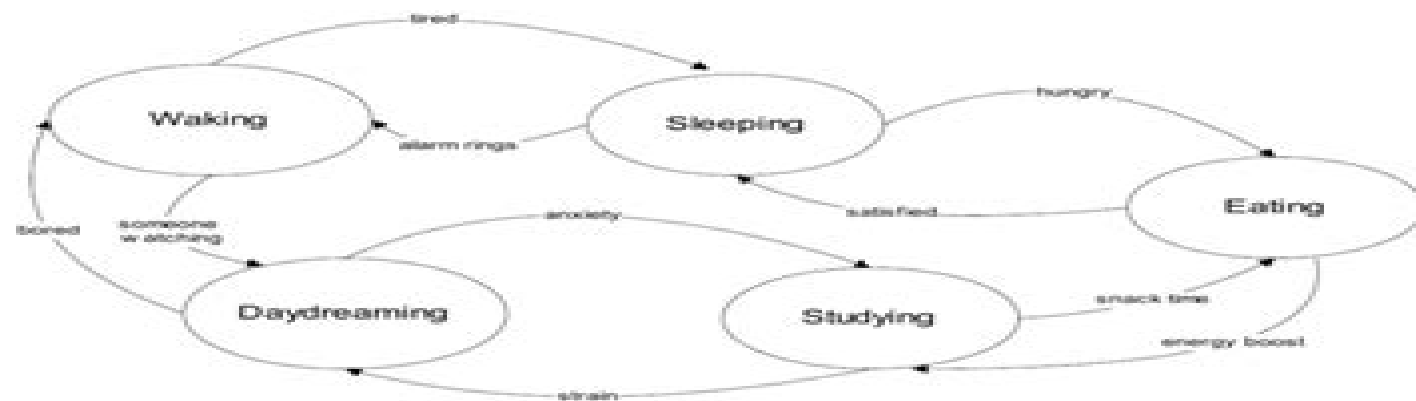 tired
Waking
Sleeping
hungry
alarm rings
Eating
satisfied
anxiety
someone
watching
bored
Daydreaming
Studying
snack time
energy boost
strain